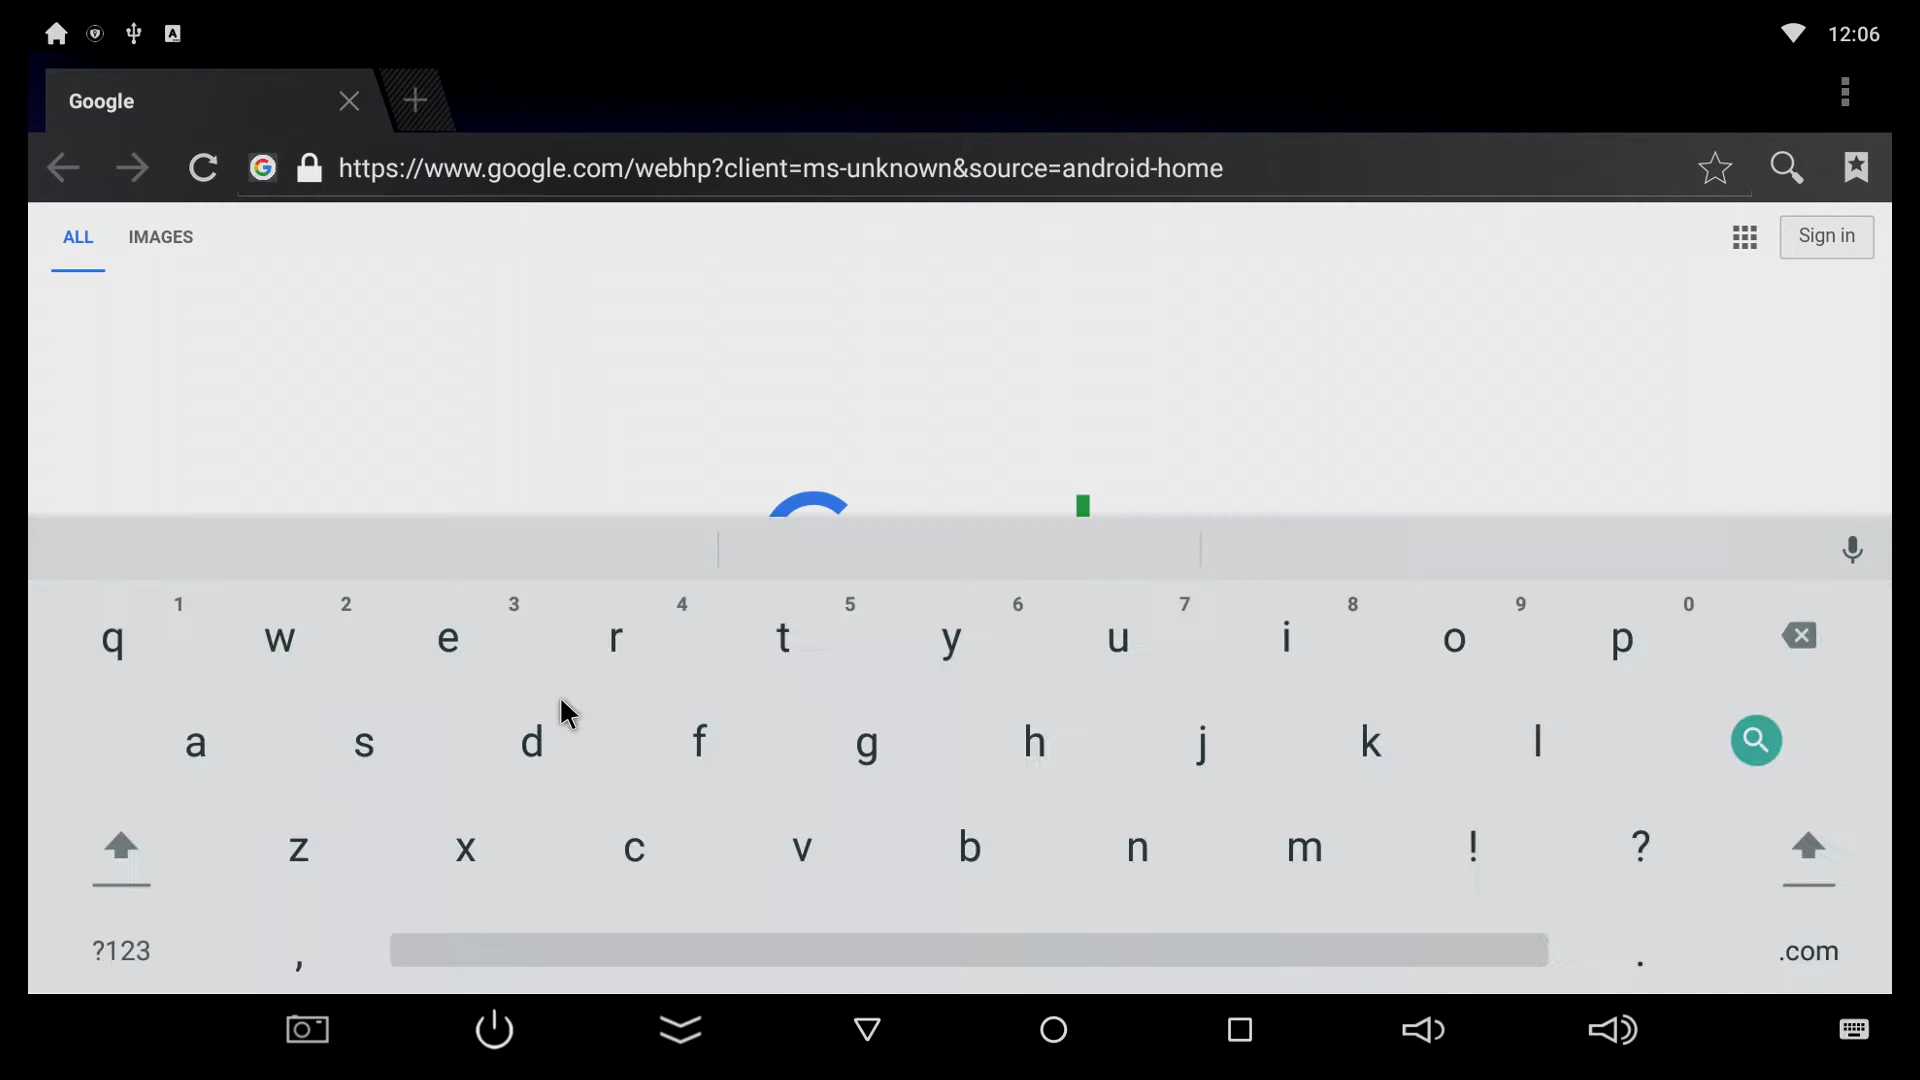 12:06
Google
https://www.google.com/webhp?client=ms-unknown&source=android-home
ALL IMAGES Sign in
1 2 3 4 5 6 7 8 9 0
q w e r t y u i o p
a s d f g h j k l
z x c v b n m ! ?
?123 , . .com